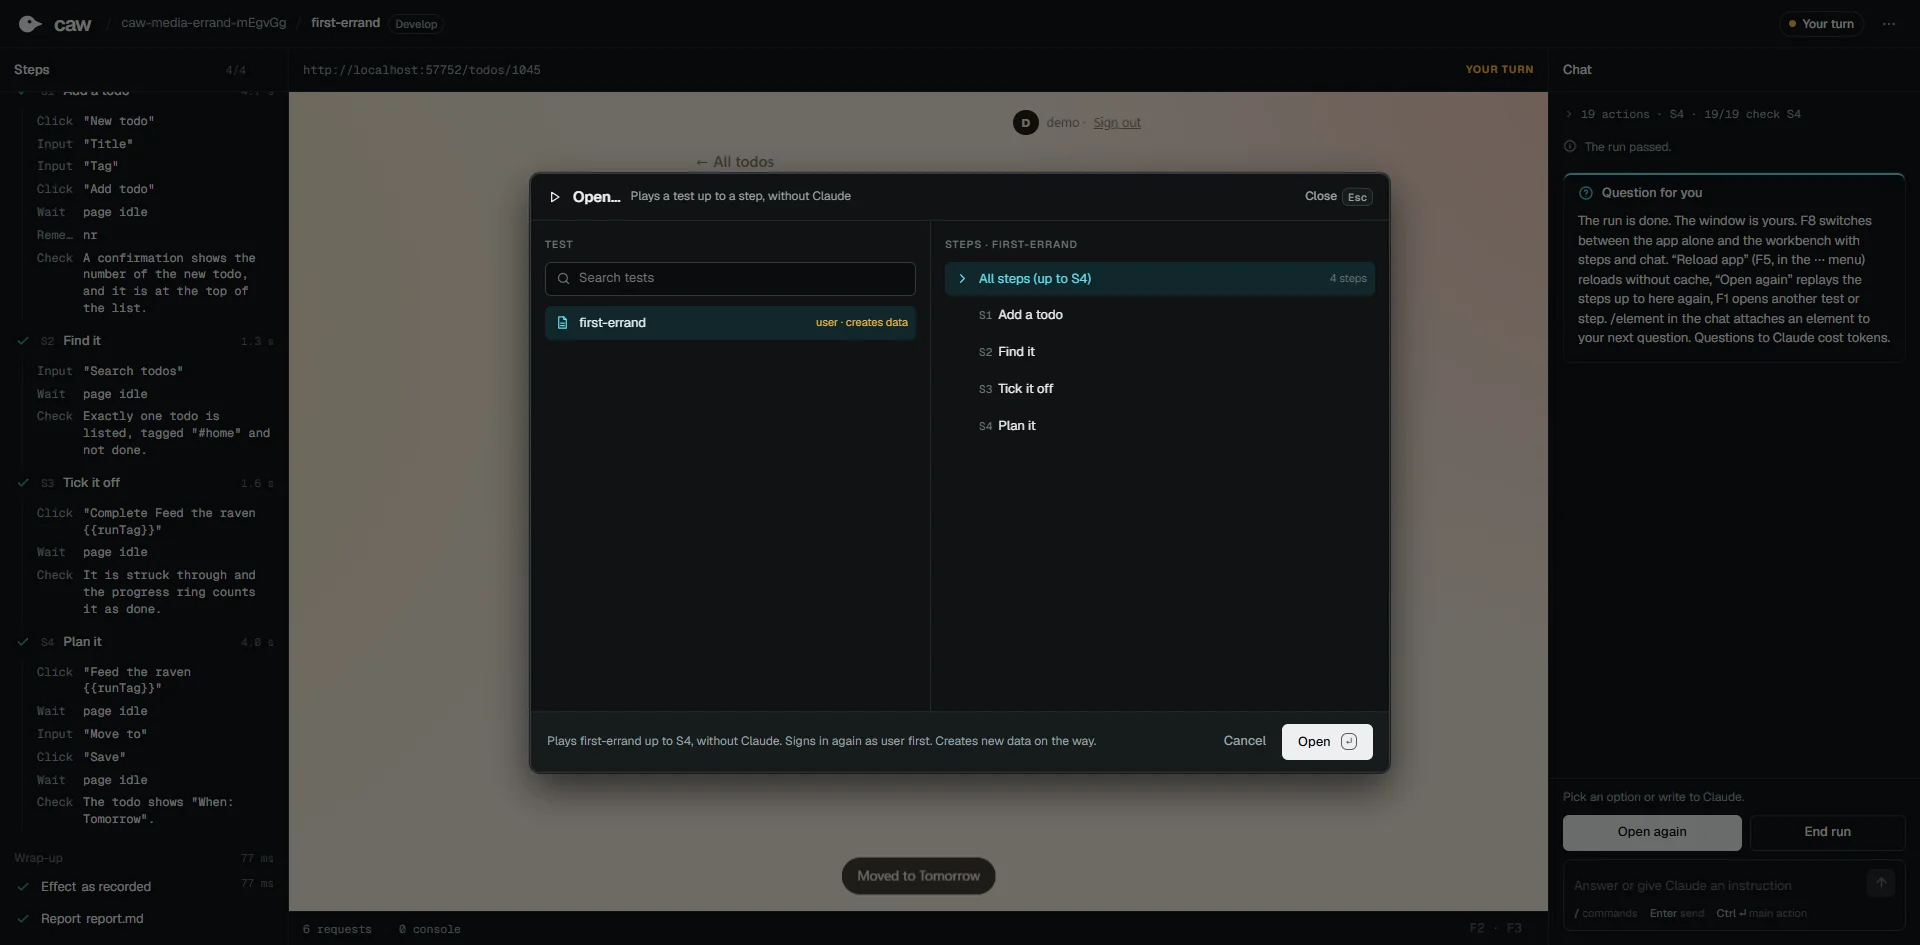 caw / caw-media-errand-mEgvGg / first-errand Develop
Your turn ···
Steps 4/4
http://localhost:57752/todos/1045
YOUR TURN
Chat
S1 Add a todo 4.7 s
Click "New todo"
Input "Title"
Input "Tag"
Click "Add todo"
Wait page idle
Reme… nr
Check A confirmation shows the
number of the new todo,
and it is at the top of
the list.
S2 Find it 1.3 s
Input "Search todos"
Wait page idle
Check Exactly one todo is
listed, tagged "#home" and
not done.
S3 Tick it off 1.6 s
Click "Complete Feed the raven
{{runTag}}"
Wait page idle
Check It is struck through and
the progress ring counts
it as done.
S4 Plan it 4.0 s
Click "Feed the raven
{{runTag}}"
Wait page idle
Input "Move to"
Click "Save"
Wait page idle
Check The todo shows "When:
Tomorrow".
Wrap-up 77 ms
Effect as recorded 77 ms
Report report.md
D demo · Sign out
← All todos
Open... Plays a test up to a step, without Claude
Close Esc
TEST
Search tests
first-errand user · creates data
STEPS · FIRST-ERRAND
All steps (up to S4) 4 steps
S1 Add a todo
S2 Find it
S3 Tick it off
S4 Plan it
Plays first-errand up to S4, without Claude. Signs in again as user first. Creates new data on the way.
Cancel
Open
Moved to Tomorrow
6 requests 0 console
F2 · F3
19 actions · S4 · 19/19 check S4
The run passed.
Question for you
The run is done. The window is yours. F8 switches
between the app alone and the workbench with
steps and chat. “Reload app” (F5, in the ··· menu)
reloads without cache, “Open again” replays the
steps up to here again, F1 opens another test or
step. /element in the chat attaches an element to
your next question. Questions to Claude cost tokens.
Pick an option or write to Claude.
Open again
End run
Answer or give Claude an instruction
/ commands Enter send Ctrl ↵ main action